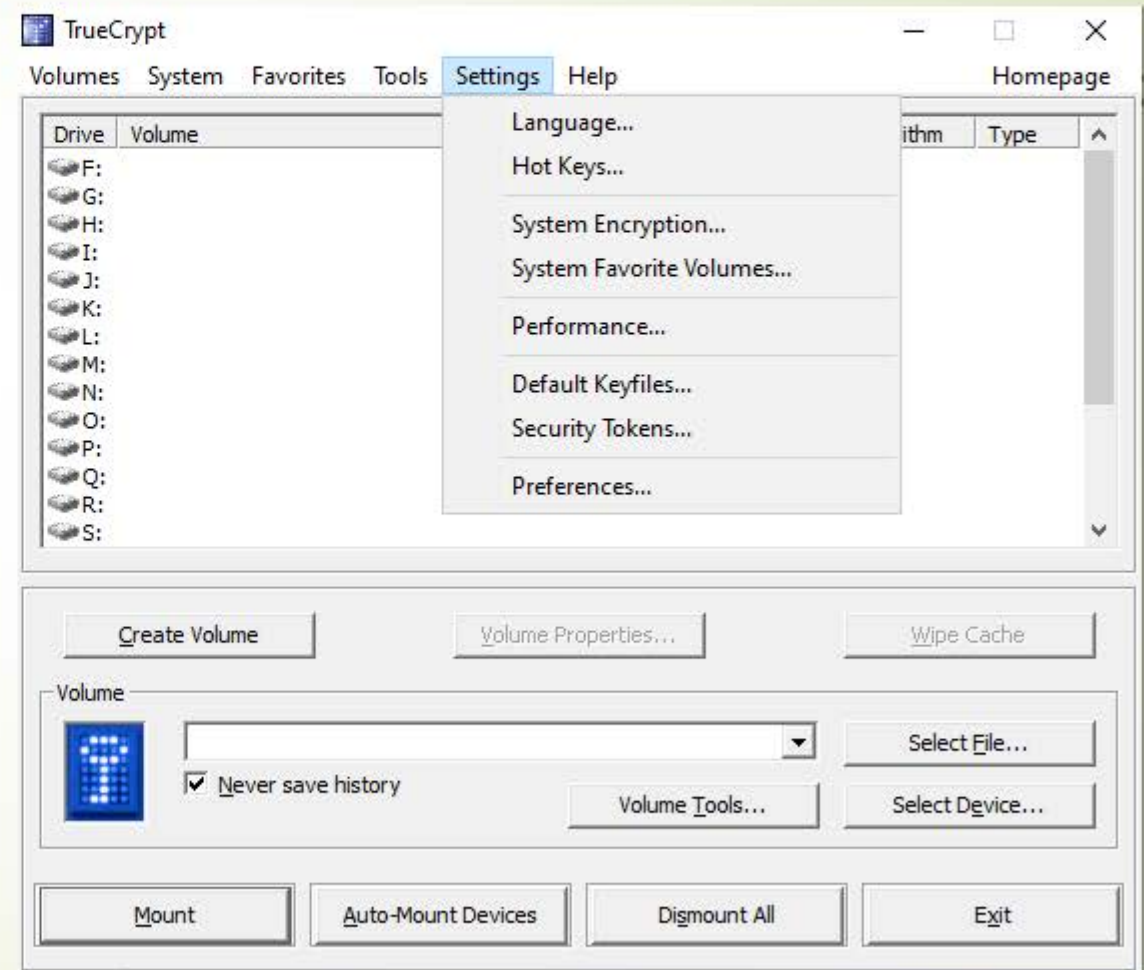 TrueCrypt
Volumes System Favorites Tools Settings Help Homepage
Drive Volume ithm Type
Language...
Hot Keys...
System Encryption...
System Favorite Volumes...
Performance...
Default Keyfiles...
Security Tokens...
Preferences...
F:
G:
H:
I:
J:
K:
L:
M:
N:
O:
P:
Q:
R:
S:
Create Volume Volume Properties... Wipe Cache
Volume
Select File...
Never save history
Volume Tools... Select Device...
Mount Auto-Mount Devices Dismount All Exit